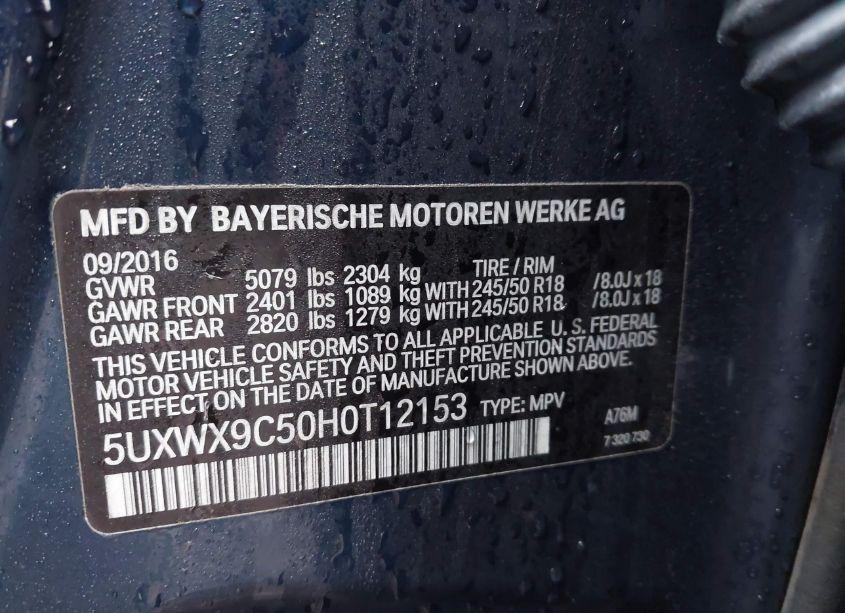 MFD BY BAYERISCHE MOTOREN WERKE AG
09/2016 TIRE / RIM
GVWR 5079 lbs 2304 kg
GAWR FRONT 2401 lbs 1089 kg WITH 245/50 R18 /8.0J x 18
GAWR REAR 2820 lbs 1279 kg WITH 245/50 R18 /8.0J x 18
THIS VEHICLE CONFORMS TO ALL APPLICABLE U. S. FEDERAL
MOTOR VEHICLE SAFETY AND THEFT PREVENTION STANDARDS
IN EFFECT ON THE DATE OF MANUFACTURE SHOWN ABOVE.
5UXWX9C50H0T12153 TYPE: MPV A76M
7 320 730